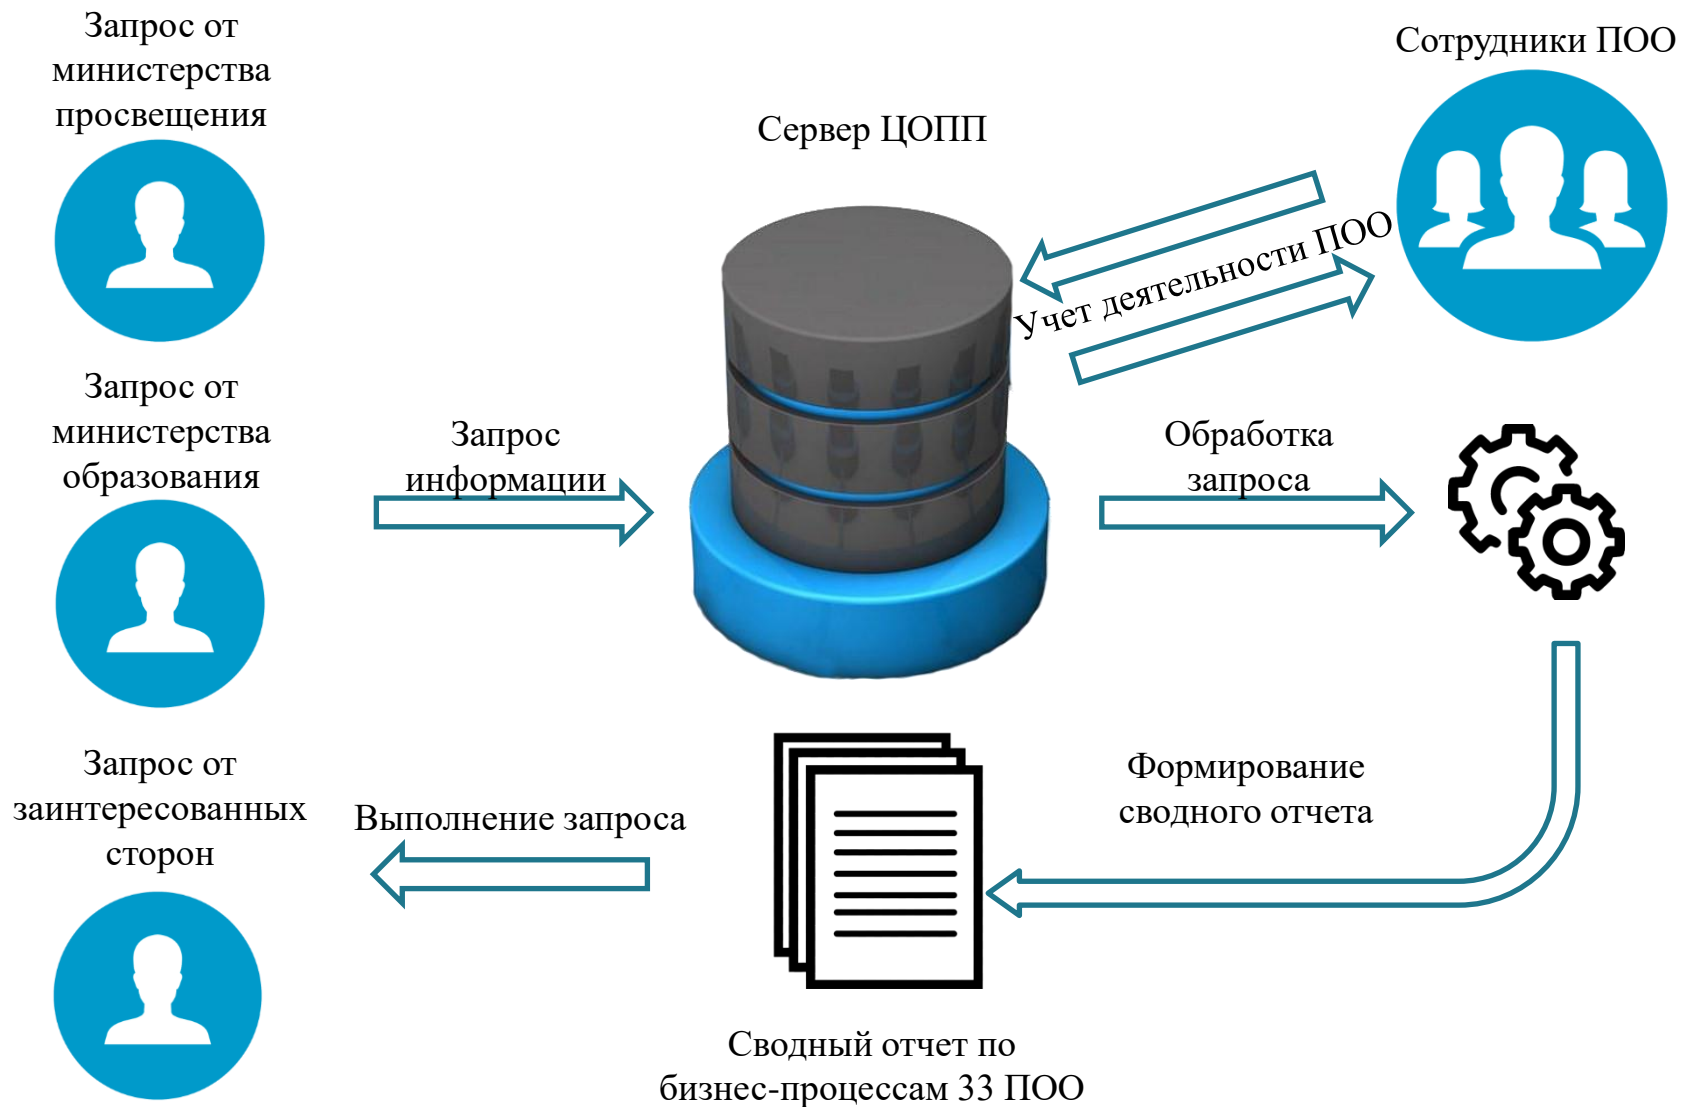 Запрос от
министерства
просвещения
Сотрудники ПОО
Сервер ЦОПП
Учет деятельности ПОО
Запрос от
министерства
образования
Запрос
информации
Обработка
запроса
Запрос от
заинтересованных
сторон
Выполнение запроса
Формирование
сводного отчета
Сводный отчет по
бизнес-процессам 33 ПОО